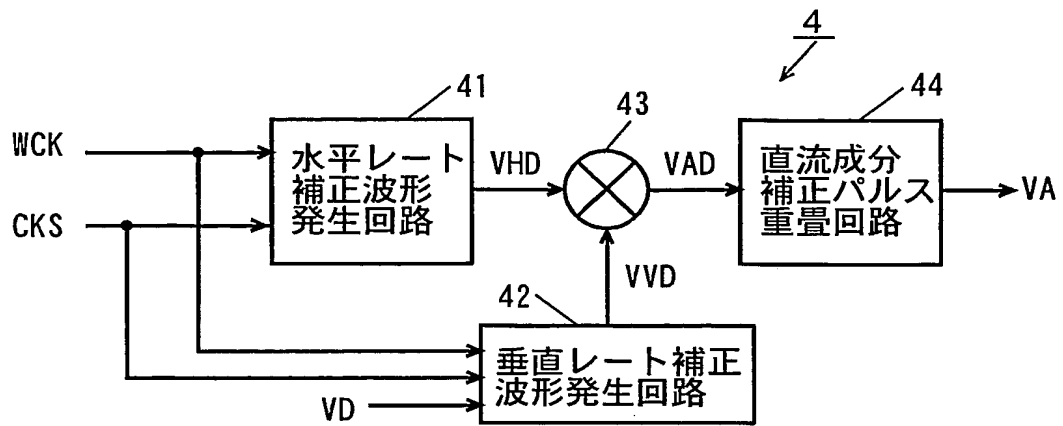 4
41
43
44
WCK
CKS
水平レート
補正波形
発生回路
VHD
VAD
直流成分
補正パルス
重畳回路
VA
VVD
42
垂直レート補正
波形発生回路
VD